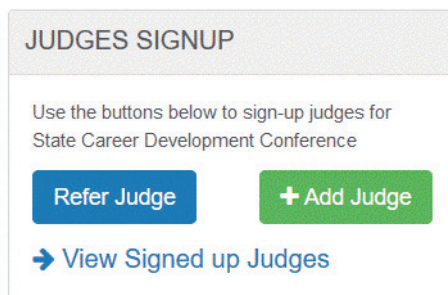 JUDGES SIGNUP
Use the buttons below to sign-up judges for
State Career Development Conference
Refer Judge
+ Add Judge
→ View Signed up Judges